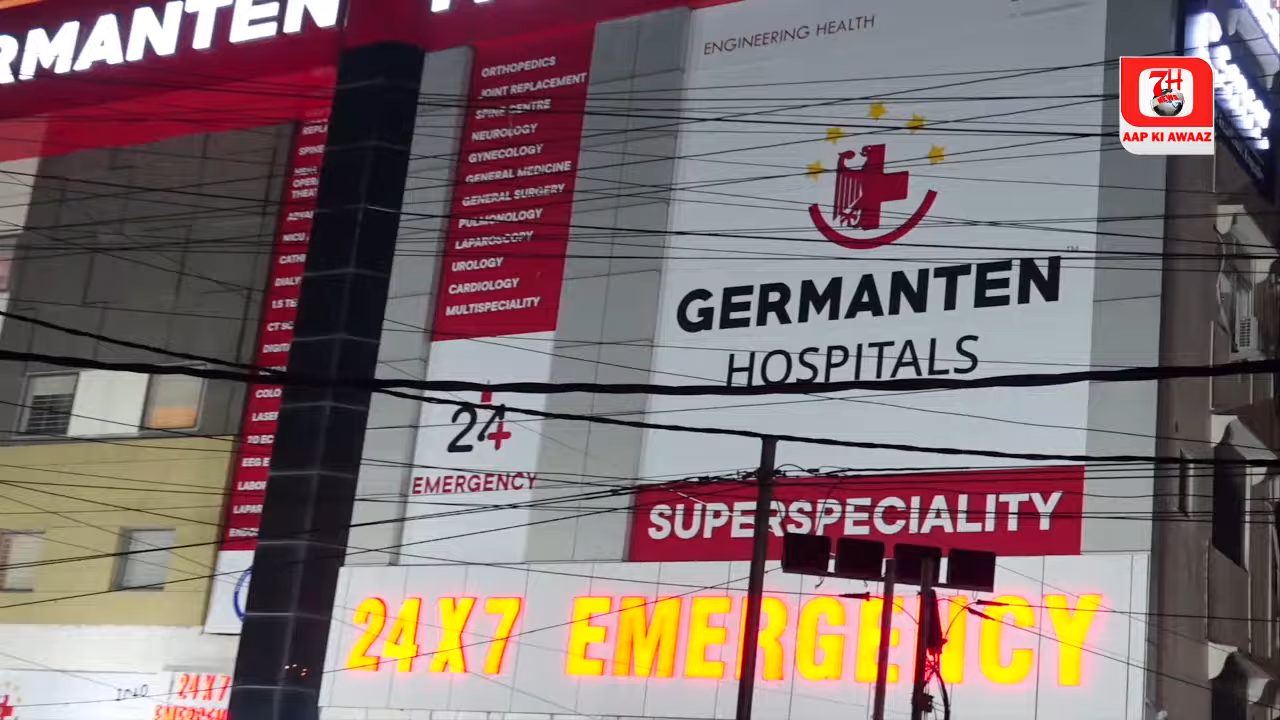 GERMANTEN
ENGINEERING HEALTH
7H
NEWS
AAP KI AWAAZ
ORTHOPEDICS
JOINT REPLACEMENT
SPINE CENTRE
NEUROLOGY
GYNECOLOGY
GENERAL MEDICINE
GENERAL SURGERY
PULMONOLOGY
LAPAROSCOPY
UROLOGY
CARDIOLOGY
MULTISPECIALITY
24
EMERGENCY
GERMANTEN
HOSPITALS
SUPERSPECIALITY
24X7 EMERGENCY
24X7